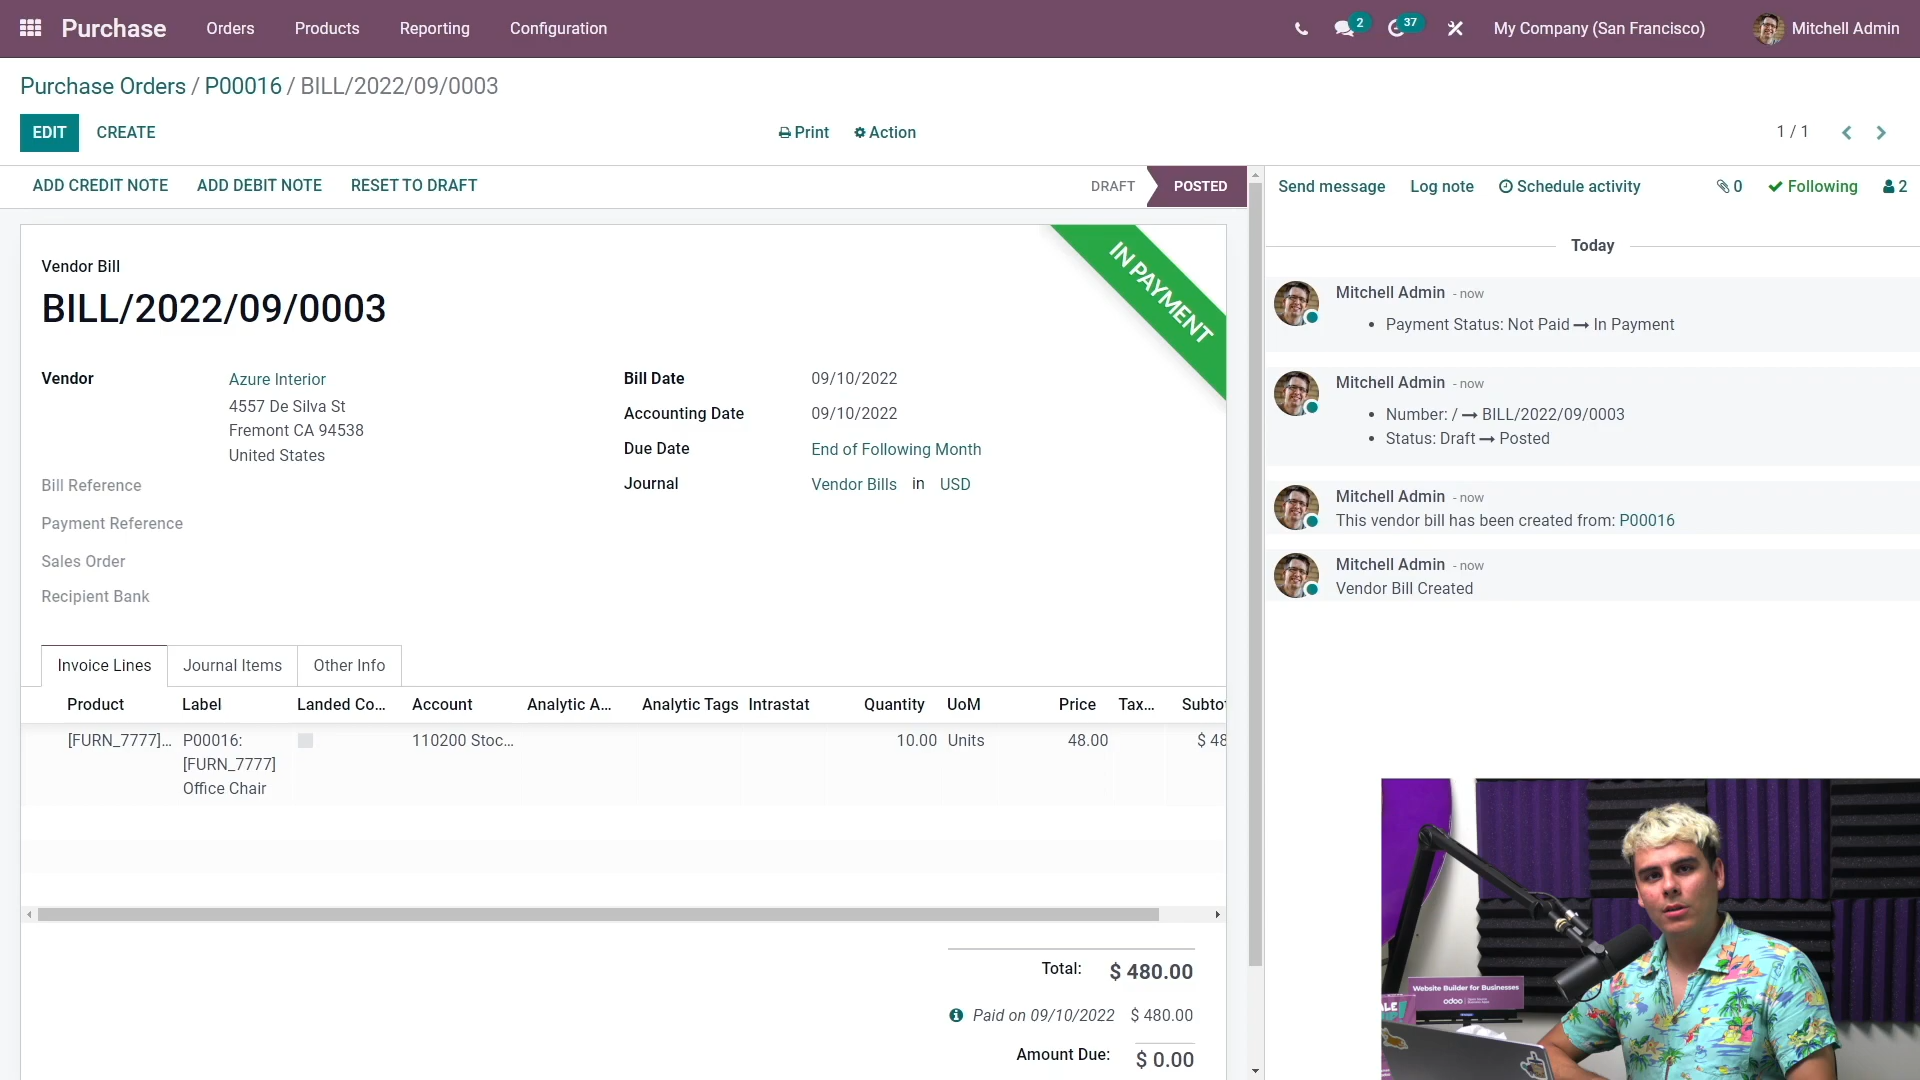 Purchase Orders Products Reporting Configuration 2 37 My Company (San Francisco) Mitchell Admin
Purchase Orders / P00016 / BILL/2022/09/0003
EDIT CREATE Print Action 1 / 1
ADD CREDIT NOTE ADD DEBIT NOTE RESET TO DRAFT DRAFT POSTED
IN PAYMENT
Vendor Bill
BILL/2022/09/0003
Vendor Azure Interior
4557 De Silva St
Fremont CA 94538
United States
Bill Reference
Payment Reference
Sales Order
Recipient Bank
Bill Date 09/10/2022
Accounting Date 09/10/2022
Due Date End of Following Month
Journal Vendor Bills in USD
Invoice Lines Journal Items Other Info
Product Label Landed Co... Account Analytic A... Analytic Tags Intrastat Quantity UoM Price Tax... Subto
[FURN_7777]... P00016: 110200 Stoc... 10.00 Units 48.00 $ 48
[FURN_7777]
Office Chair
Total: $ 480.00
Paid on 09/10/2022 $ 480.00
Amount Due: $ 0.00
Send message Log note Schedule activity 0 Following 2
Today
Mitchell Admin - now
• Payment Status: Not Paid → In Payment
Mitchell Admin - now
• Number: / → BILL/2022/09/0003
• Status: Draft → Posted
Mitchell Admin - now
This vendor bill has been created from: P00016
Mitchell Admin - now
Vendor Bill Created
Website Builder for Businesses
odoo